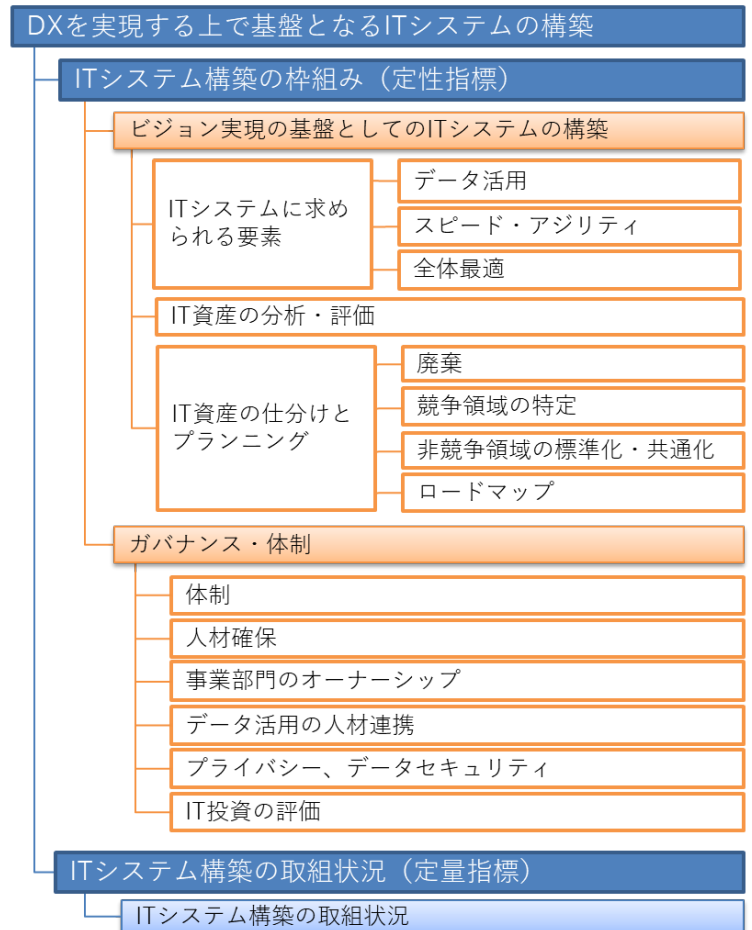 DXを実現する上で基盤となるITシステムの構築
ITシステム構築の枠組み（定性指標）
ビジョン実現の基盤としてのITシステムの構築
ITシステムに求め
られる要素
データ活用
スピード・アジリティ
全体最適
IT資産の分析・評価
IT資産の仕分けと
プランニング
廃棄
競争領域の特定
非競争領域の標準化・共通化
ロードマップ
ガバナンス・体制
体制
人材確保
事業部門のオーナーシップ
データ活用の人材連携
プライバシー、データセキュリティ
IT投資の評価
ITシステム構築の取組状況（定量指標）
ITシステム構築の取組状況